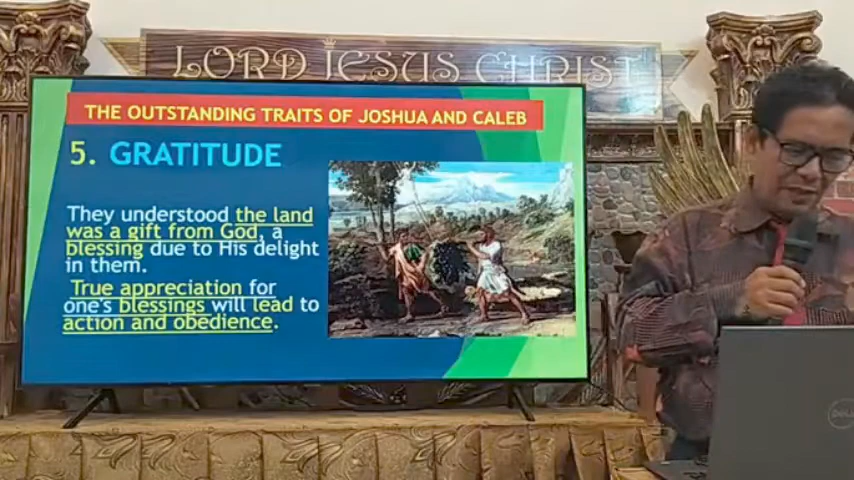 LORD JESUS CHRIST
THE OUTSTANDING TRAITS OF JOSHUA AND CALEB
5. GRATITUDE
They understood the land
was a gift from God, a
blessing due to His delight
in them.
True appreciation for
one's blessings will lead to
action and obedience.
DELL